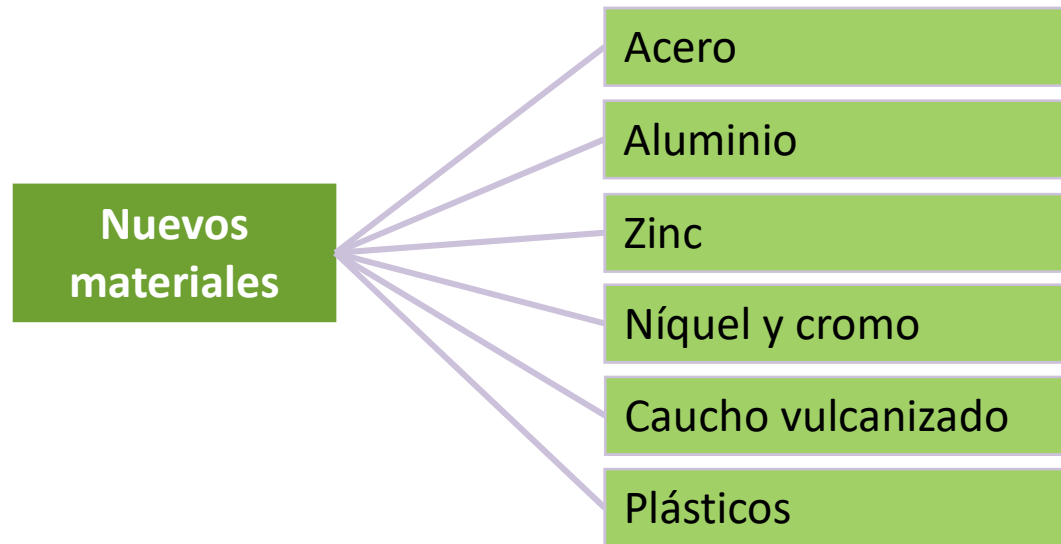 Nuevos
materiales
Acero
Aluminio
Zinc
Níquel y cromo
Caucho vulcanizado
Plásticos